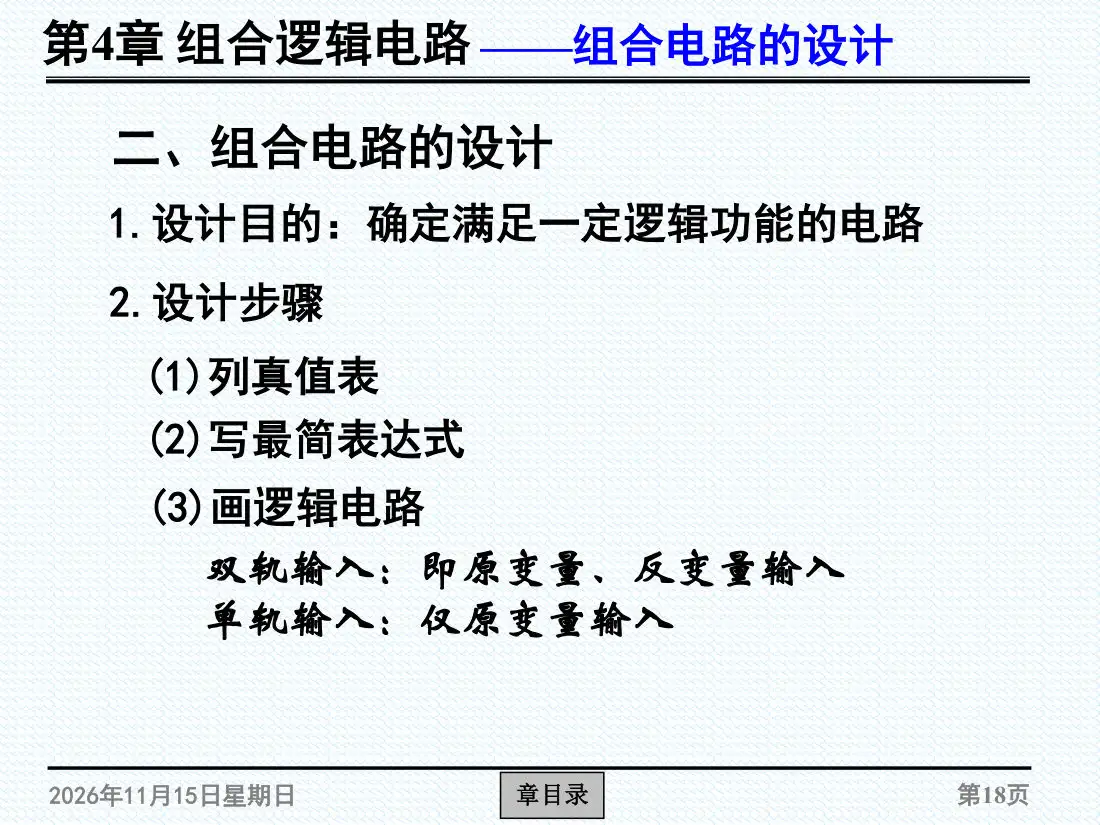 第4章 组合逻辑电路 ——组合电路的设计
二、组合电路的设计
1.设计目的：确定满足一定逻辑功能的电路
2.设计步骤
(1)列真值表
(2)写最简表达式
(3)画逻辑电路
双轨输入：即原变量、反变量输入
单轨输入：仅原变量输入
2026年11月15日星期日
章目录
第18页